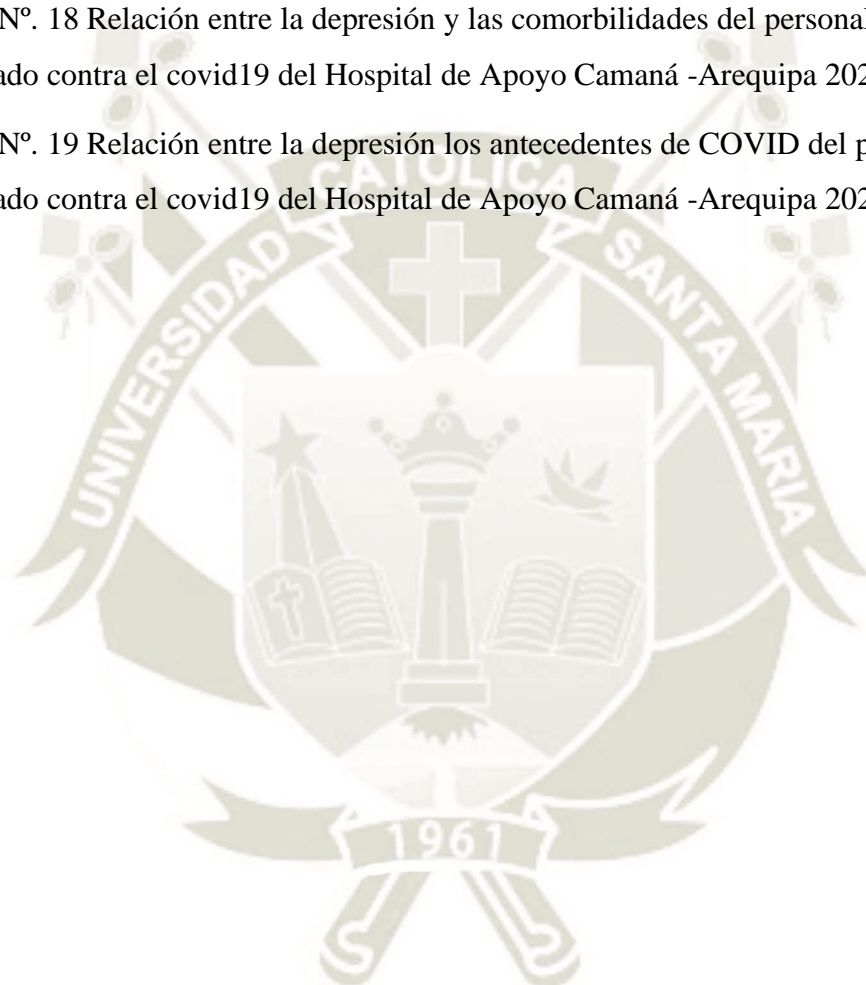 Nº. 18 Relación entre la depresión y las comorbilidades del personal
ado contra el covid19 del Hospital de Apoyo Camaná -Arequipa 202
Nº. 19 Relación entre la depresión los antecedentes de COVID del p
ado contra el covid19 del Hospital de Apoyo Camaná -Arequipa 202
UNIVERSIDAD
CATOLICA
SANTA MARIA
1961